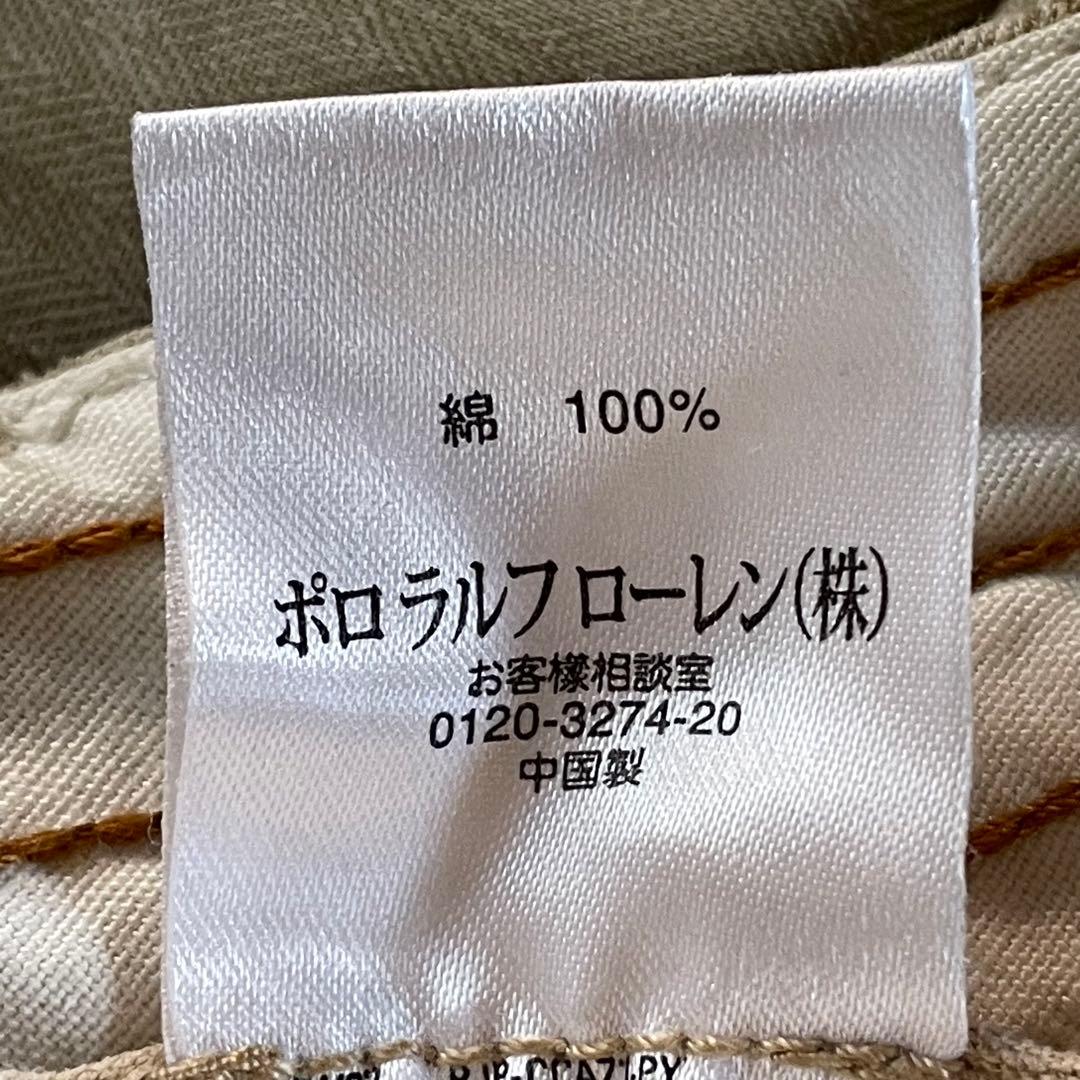 綿　100%
ポロ ラルフ ローレン(株)
お客様相談室
0120-3274-20
中国製